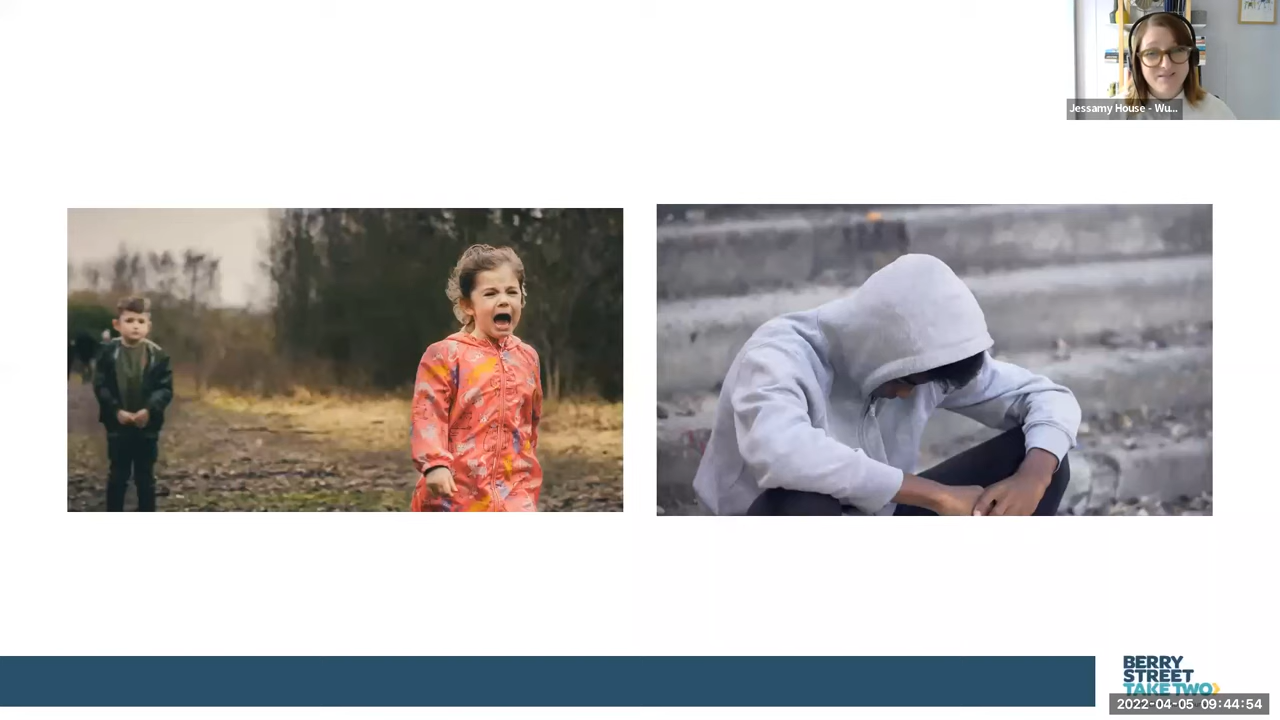 Jessamy House - Wu...
BERRY
STREET
TAKE TWO
2022-04-05 09:44:54